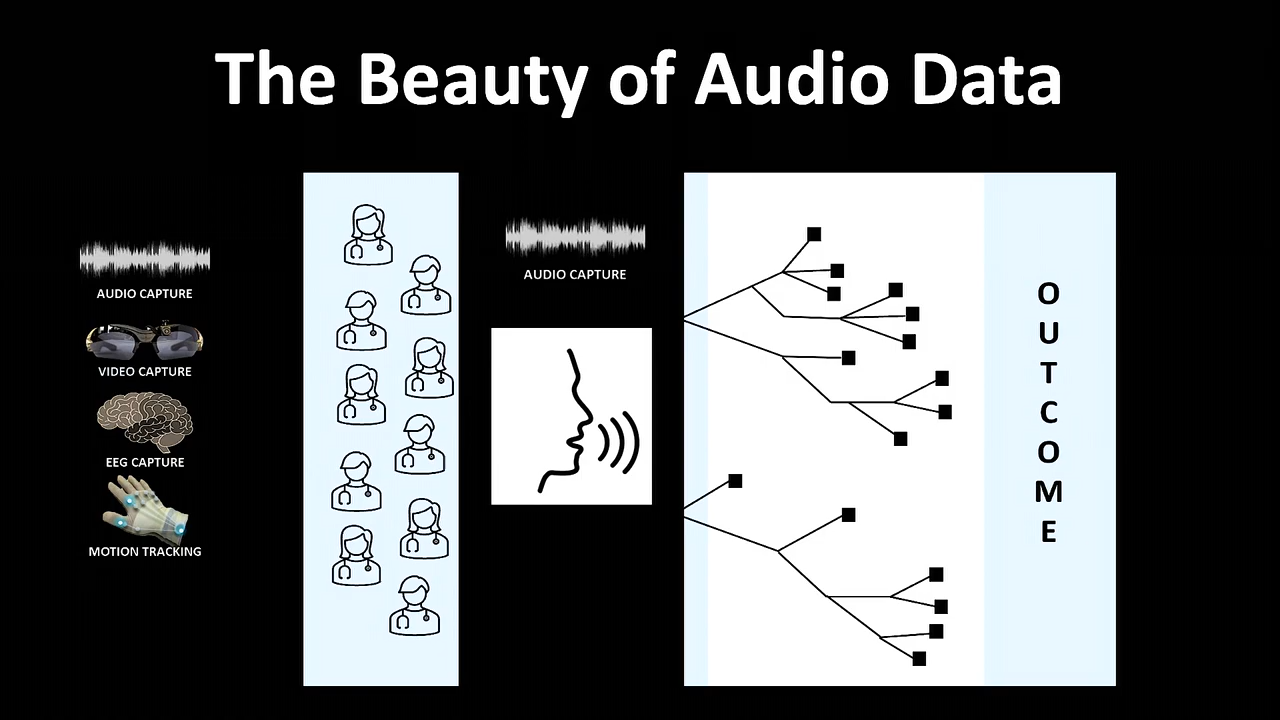 The Beauty of Audio Data
AUDIO CAPTURE
VIDEO CAPTURE
EEG CAPTURE
MOTION TRACKING
AUDIO CAPTURE
O
U
T
C
O
M
E